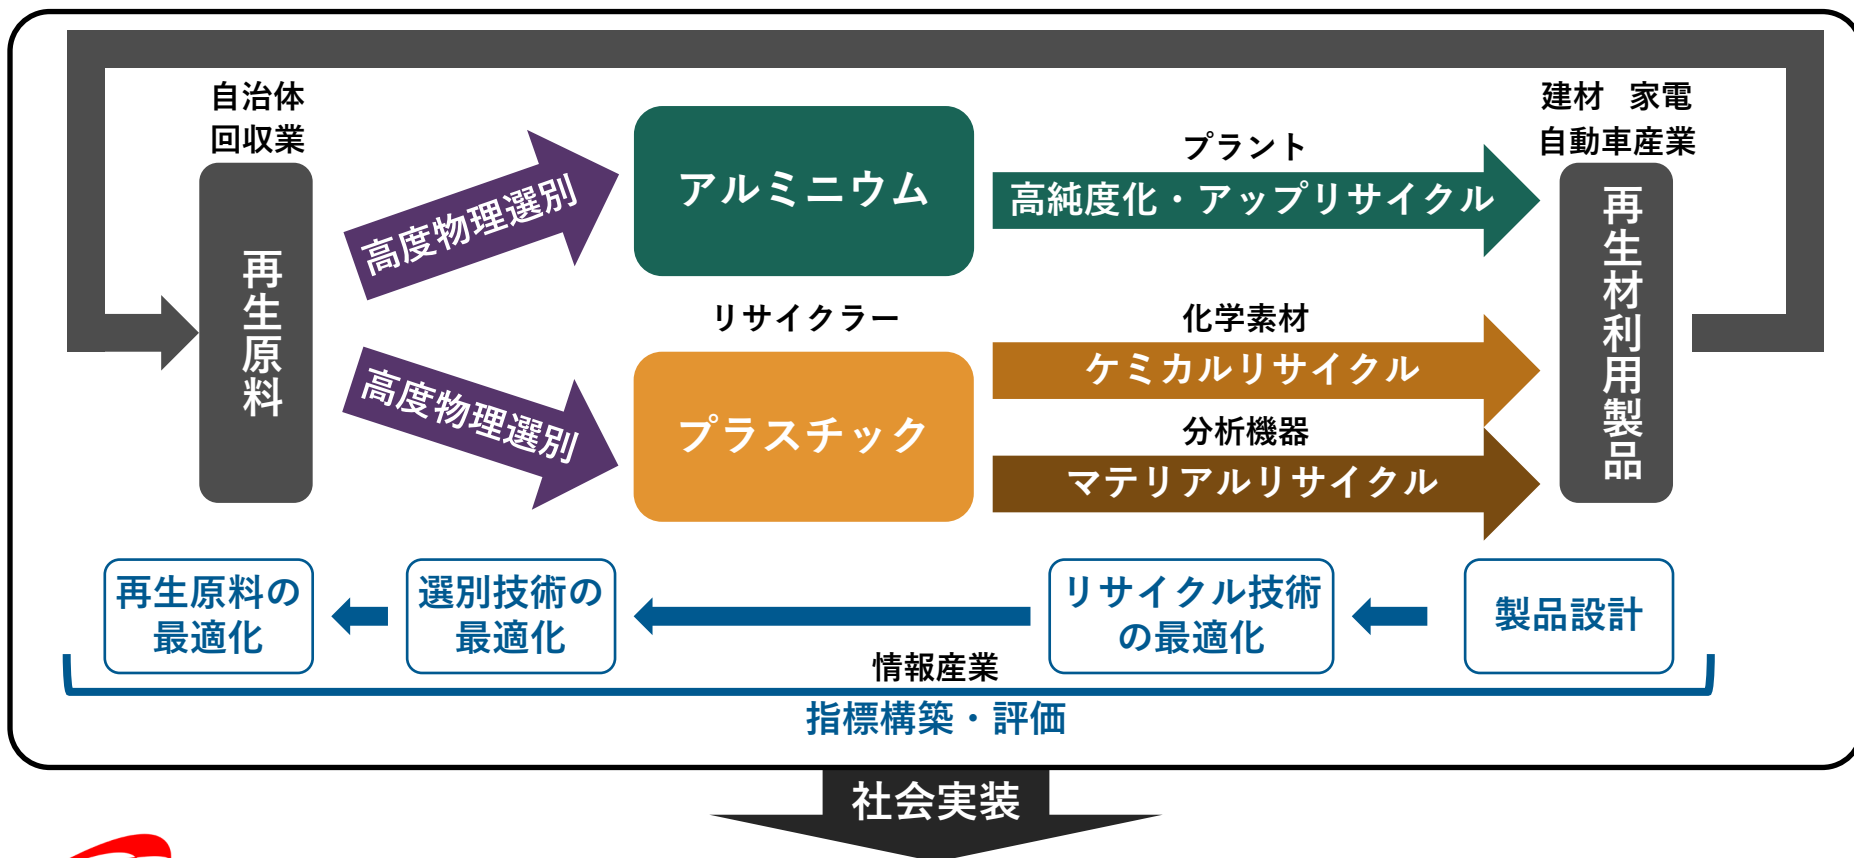 自治体
回収業
再生原料
高度物理選別
高度物理選別
アルミニウム
リサイクラー
プラスチック
プラント
高純度化・アップリサイクル
化学素材
ケミカルリサイクル
分析機器
マテリアルリサイクル
建材 家電
自動車産業
再生材利用製品
再生原料の
最適化
選別技術の
最適化
リサイクル技術
の最適化
製品設計
情報産業
指標構築・評価
社会実装